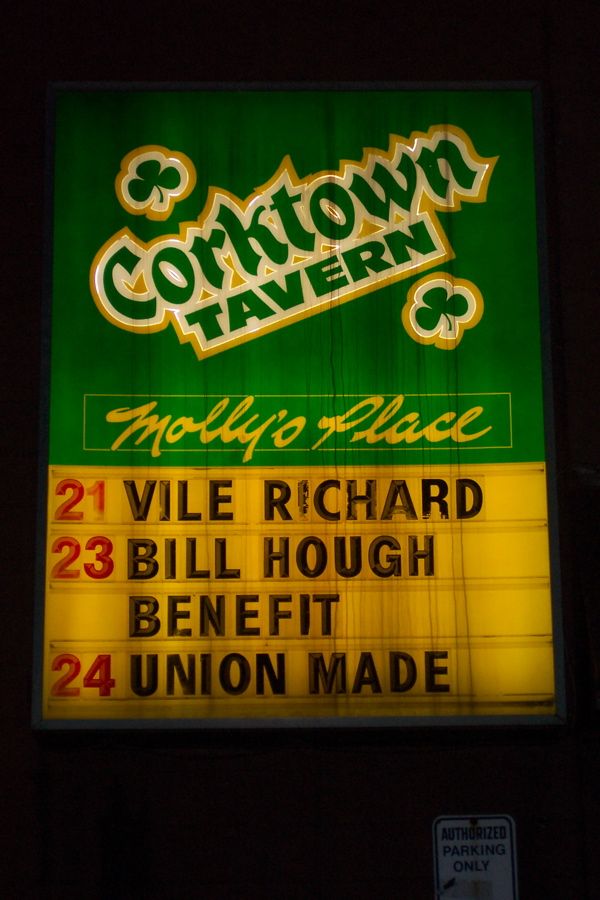 Corktown
TAVERN
Molly's Place
21 VILE RICHARD
23 BILL HOUGH
BENEFIT
24 UNION MADE
AUTHORIZED
PARKING
ONLY